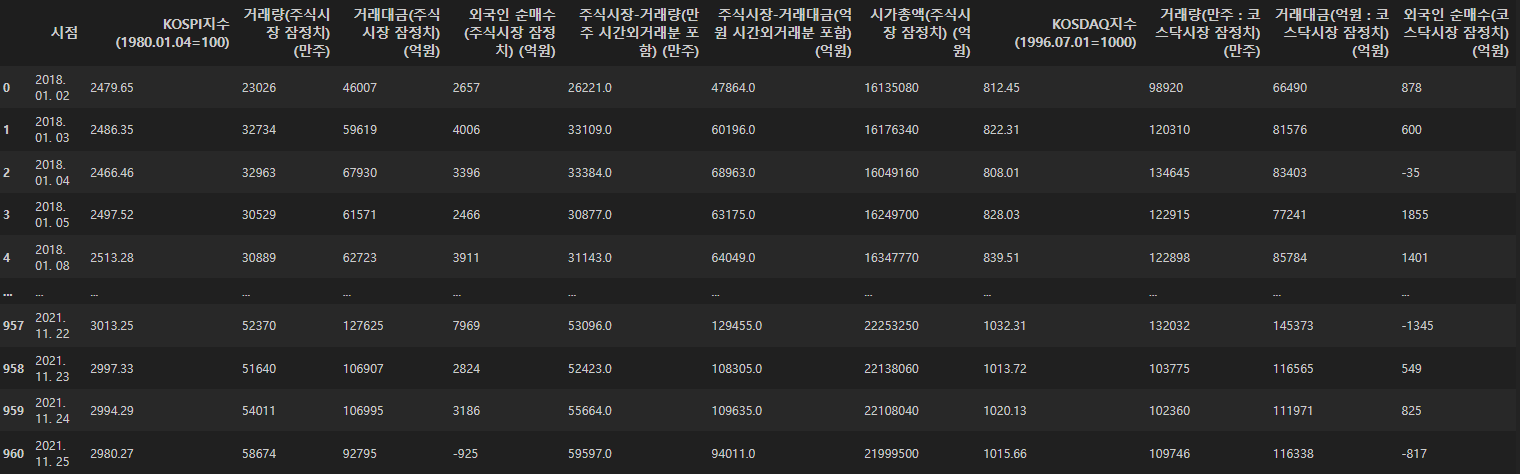 시점 KOSPI지수 (1980.01.04=100) 거래량(주식시장 잠정치) (만주) 거래대금(주식시장 잠정치) (억원) 외국인 순매수 (주식시장 잠정치) (억원) 주식시장-거래량(만주 시간외거래분 포함) (만주) 주식시장-거래대금(억원 시간외거래분 포함) (억원) 시가총액(주식시장 잠정치) (억원) KOSDAQ지수 (1996.07.01=1000) 거래량(만주 : 코스닥시장 잠정치) (만주) 거래대금(억원 : 코스닥시장 잠정치) (억원) 외국인 순매수(코스닥시장 잠정치) (억원)
0 2018. 01. 02 2479.65 23026 46007 2657 26221.0 47864.0 16135080 812.45 98920 66490 878
1 2018. 01. 03 2486.35 32734 59619 4006 33109.0 60196.0 16176340 822.31 120310 81576 600
2 2018. 01. 04 2466.46 32963 67930 3396 33384.0 68963.0 16049160 808.01 134645 83403 -35
3 2018. 01. 05 2497.52 30529 61571 2466 30877.0 63175.0 16249700 828.03 122915 77241 1855
4 2018. 01. 08 2513.28 30889 62723 3911 31143.0 64049.0 16347770 839.51 122898 85784 1401
... ... ... ... ... ... ... ... ... ... ... ... ...
957 2021. 11. 22 3013.25 52370 127625 7969 53096.0 129455.0 22253250 1032.31 132032 145373 -1345
958 2021. 11. 23 2997.33 51640 106907 2824 52423.0 108305.0 22138060 1013.72 103775 116565 549
959 2021. 11. 24 2994.29 54011 106995 3186 55664.0 109635.0 22108040 1020.13 102360 111971 825
960 2021. 11. 25 2980.27 58674 92795 -925 59597.0 94011.0 21999500 1015.66 109746 116338 -817